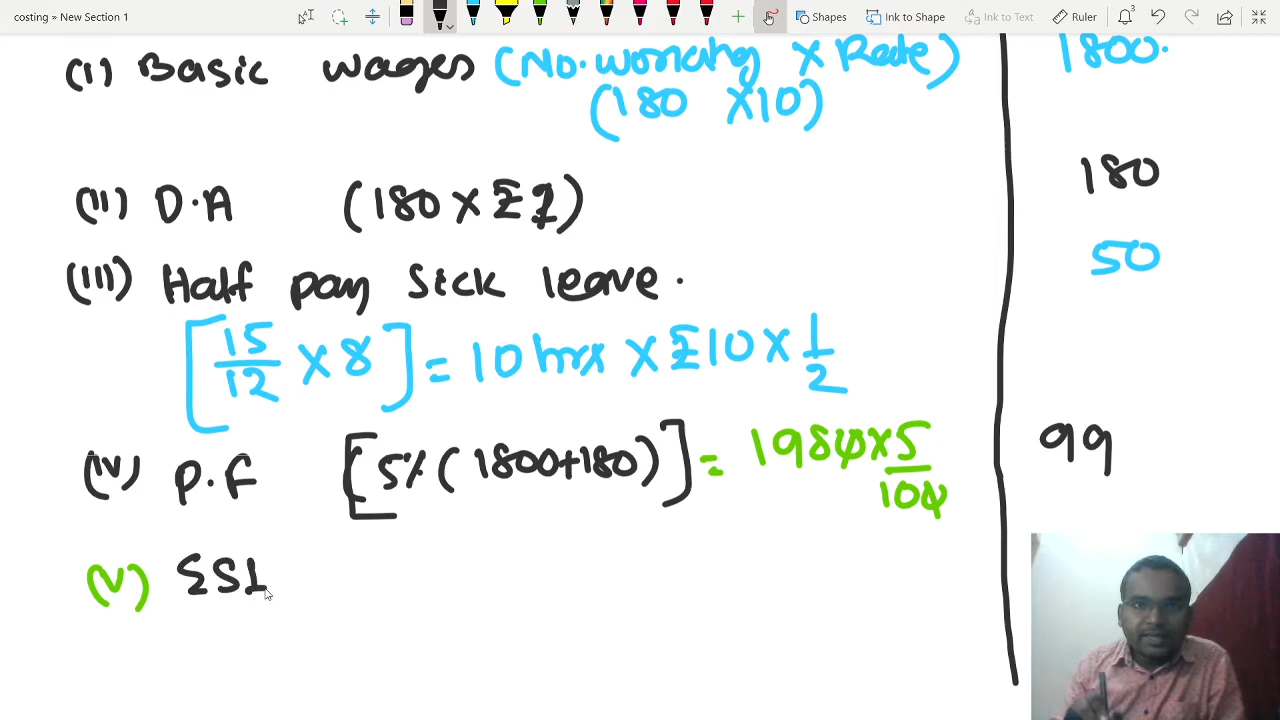 costing » New Section 1
Shapes Ink to Shape Ink to Text Ruler
(I) Basic wages (No.working X Rate) 1800.
(180 X10)
(II) D.A (180 X ₹1) 180
(III) Half pay sick leave. 50
[15/12 X 8] = 10 hrs X ₹10 X 1/2
(IV) P.F [5% (1800+180)] = 1980 X 5/100 99
(V) ESI